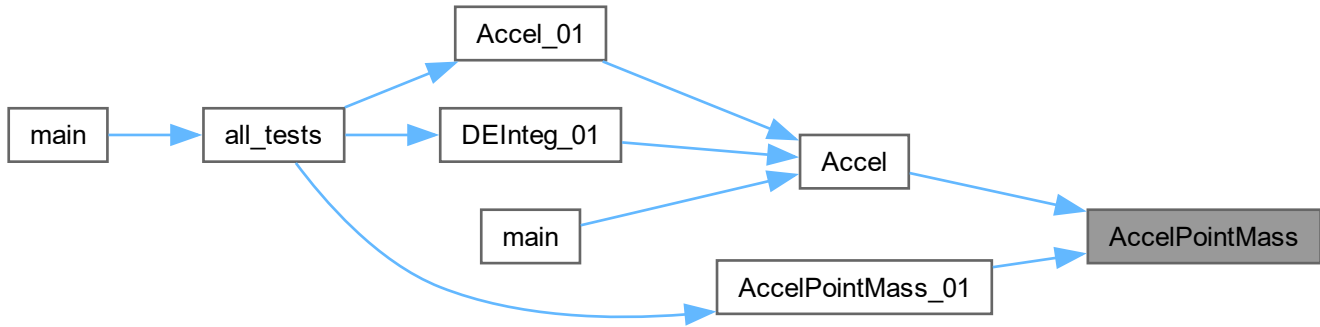 Accel_01
main
all_tests
DEInteg_01
Accel
main
AccelPointMass
AccelPointMass_01